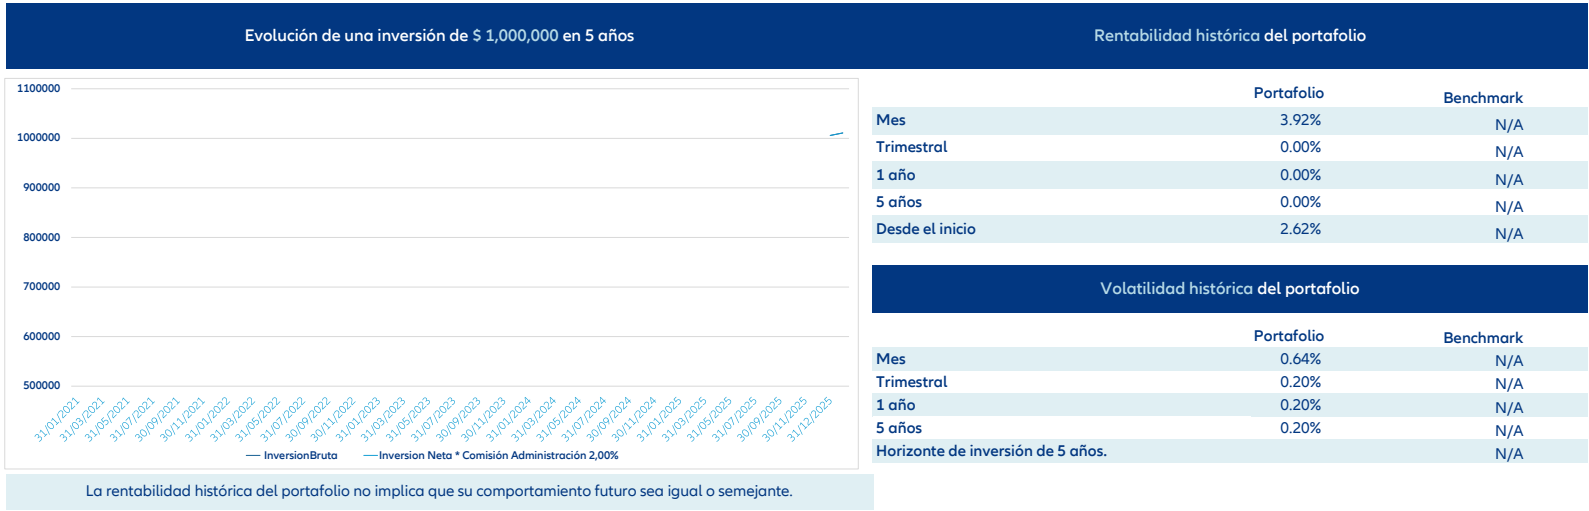 Evolución de una inversión de $ 1,000,000 en 5 años
1100000
1000000
900000
800000
700000
600000
500000
31/01/2021
31/03/2021
31/05/2021
31/07/2021
30/09/2021
30/11/2021
31/01/2022
31/03/2022
31/05/2022
31/07/2022
30/09/2022
30/11/2022
31/01/2023
31/03/2023
31/05/2023
31/07/2023
30/09/2023
30/11/2023
31/01/2024
31/03/2024
31/05/2024
31/07/2024
30/09/2024
30/11/2024
31/01/2025
31/03/2025
31/05/2025
31/07/2025
30/09/2025
30/11/2025
31/12/2025
InversionBruta Inversion Neta * Comisión Administración 2,00%
La rentabilidad histórica del portafolio no implica que su comportamiento futuro sea igual o semejante.
Rentabilidad histórica del portafolio
Portafolio Benchmark
Mes 3.92% N/A
Trimestral 0.00% N/A
1 año 0.00% N/A
5 años 0.00% N/A
Desde el inicio 2.62% N/A
Volatilidad histórica del portafolio
Portafolio Benchmark
Mes 0.64% N/A
Trimestral 0.20% N/A
1 año 0.20% N/A
5 años 0.20% N/A
Horizonte de inversión de 5 años. N/A